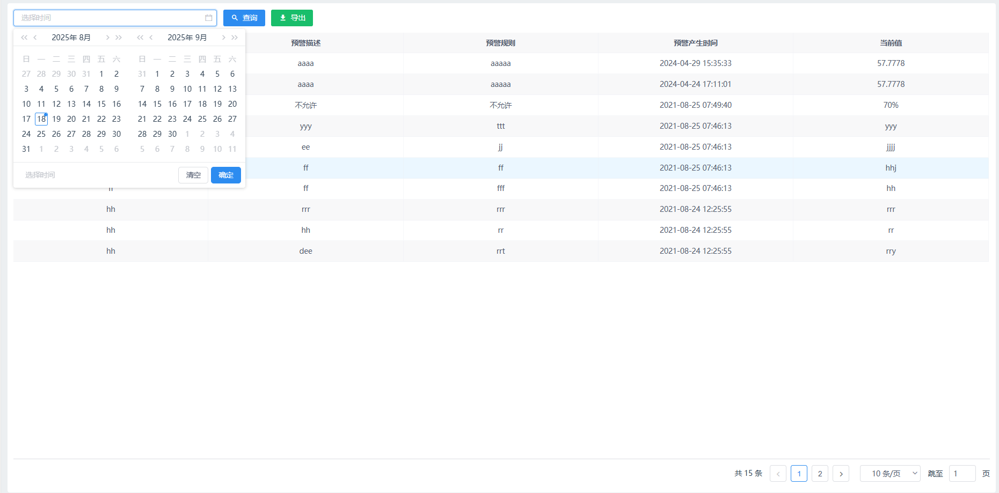 选择时间 查询 导出
2025年 8月 2025年 9月
日 一 二 三 四 五 六 日 一 二 三 四 五 六
27 28 29 30 31 1 2 31 1 2 3 4 5 6
3 4 5 6 7 8 9 7 8 9 10 11 12 13
10 11 12 13 14 15 16 14 15 16 17 18 19 20
17 18 19 20 21 22 23 21 22 23 24 25 26 27
24 25 26 27 28 29 30 28 29 30 1 2 3 4
31 1 2 3 4 5 6 5 6 7 8 9 10 11
选择时间 清空 确定
预警描述 预警规则 预警产生时间 当前值
aaaa aaaaa 2024-04-29 15:35:33 57.7778
aaaa aaaaa 2024-04-24 17:11:01 57.7778
不允许 不允许 2021-08-25 07:49:40 70%
yyy ttt 2021-08-25 07:46:13 yyy
ee jj 2021-08-25 07:46:13 jjjj
ff ff 2021-08-25 07:46:13 hhj
ff fff 2021-08-25 07:46:13 hh
hh rrr rrr 2021-08-24 12:25:55 rrr
hh hh rr 2021-08-24 12:25:55 rr
hh dee rrt 2021-08-24 12:25:55 rry
共 15 条 1 2 10 条/页 跳至 1 页